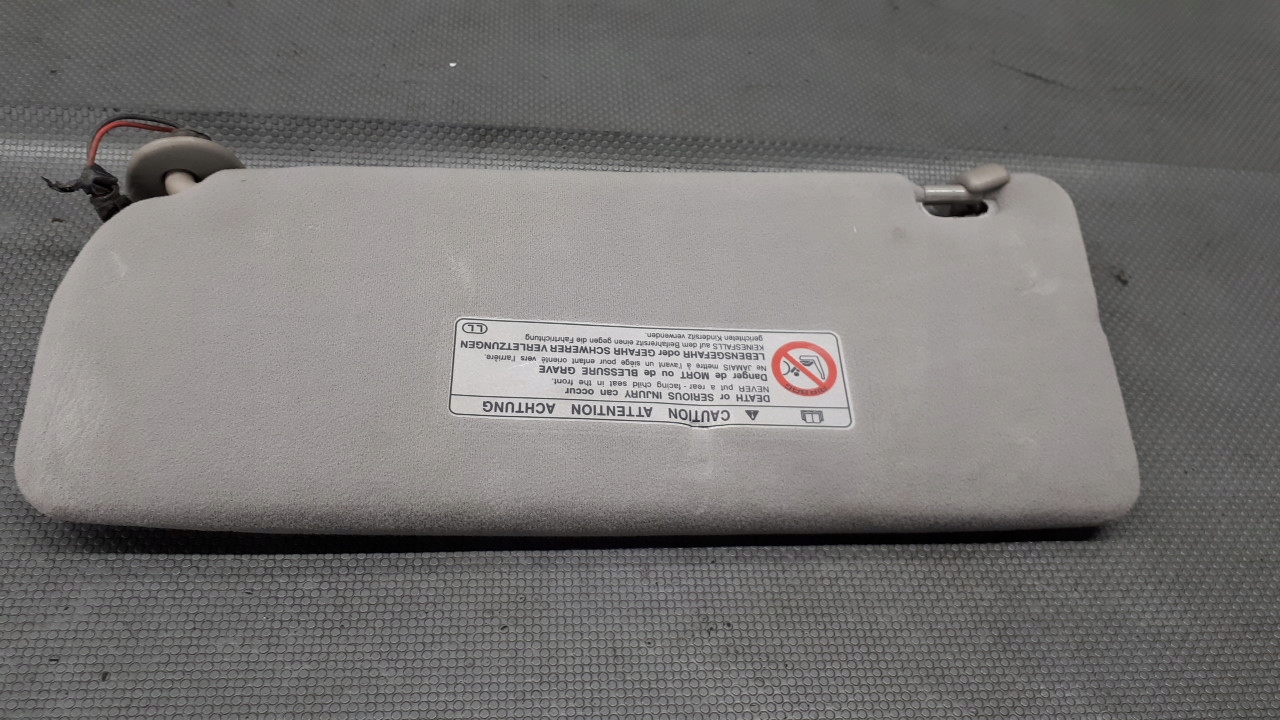 CAUTION ATTENTION ACHTUNG
DEATH or SERIOUS INJURY can occur
NEVER put a rear-facing child seat in the front.
Danger de MORT ou de BLESSURE GRAVE
Ne JAMAIS mettre à l'avant un siège pour enfant orienté vers l'arrière.
LEBENSGEFAHR oder GEFAHR SCHWERER VERLETZUNGEN
KEINESFALLS auf dem Beifahrersitz einen gegen die Fahrtrichtung
gerichteten Kindersitz verwenden.
LL